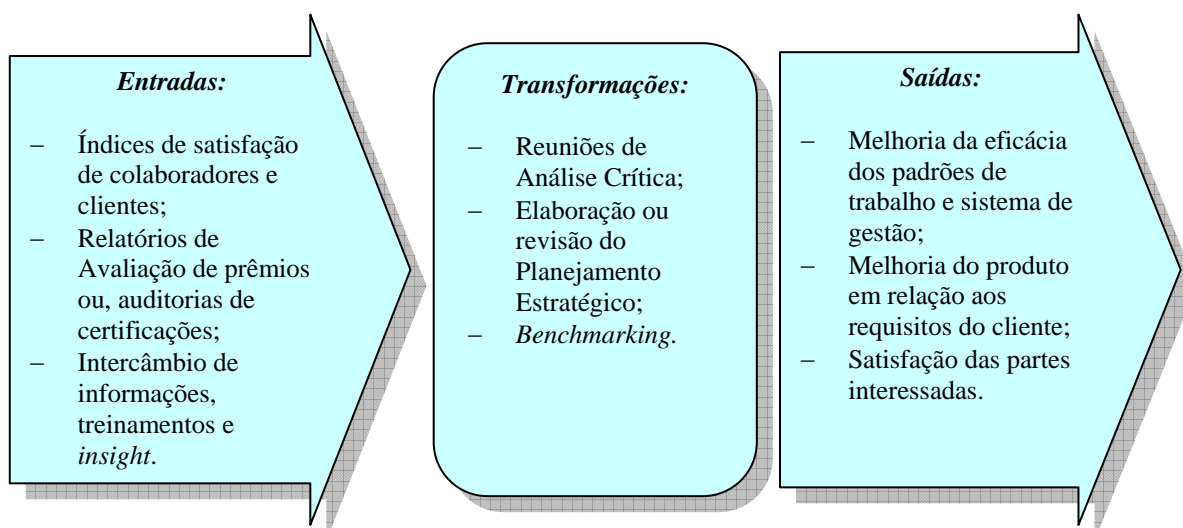 Entradas:
– Índices de satisfação
de colaboradores e
clientes;
– Relatórios de
Avaliação de prêmios
ou, auditorias de
certificações;
– Intercâmbio de
informações,
treinamentos e
insight.
Transformações:
– Reuniões de
Análise Crítica;
– Elaboração ou
revisão do
Planejamento
Estratégico;
– Benchmarking.
Saídas:
– Melhoria da eficácia
dos padrões de
trabalho e sistema de
gestão;
– Melhoria do produto
em relação aos
requisitos do cliente;
– Satisfação das partes
interessadas.